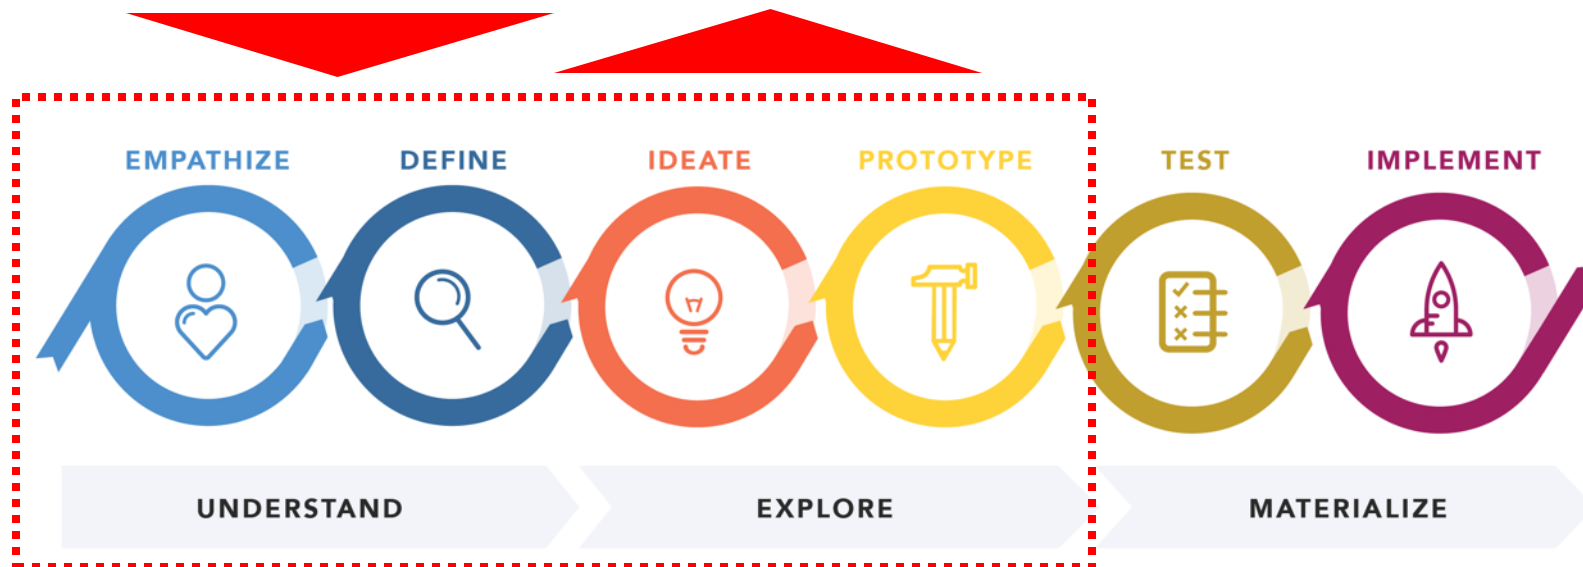 EMPATHIZE
DEFINE
IDEATE
PROTOTYPE
TEST
IMPLEMENT
UNDERSTAND
EXPLORE
MATERIALIZE